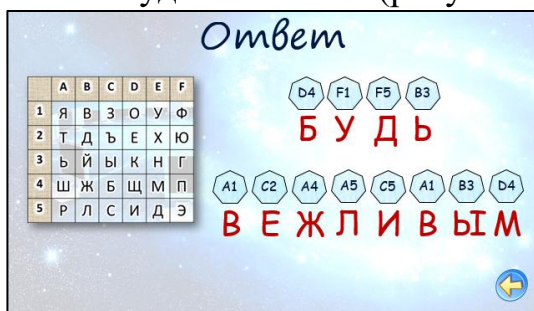 Ответ
A B C D E F
1 Я В З О У Ф
2 Т Д Ъ Е Х Ю
3 Ь Й Ы К Н Г
4 Ш Ж Б Щ М П
5 Р Л С И Д Э
D4 F1 F5 B3
БУДЬ
A1 C2 A4 A5 C5 A1 B3 D4
ВЕЖЛИВЫМ